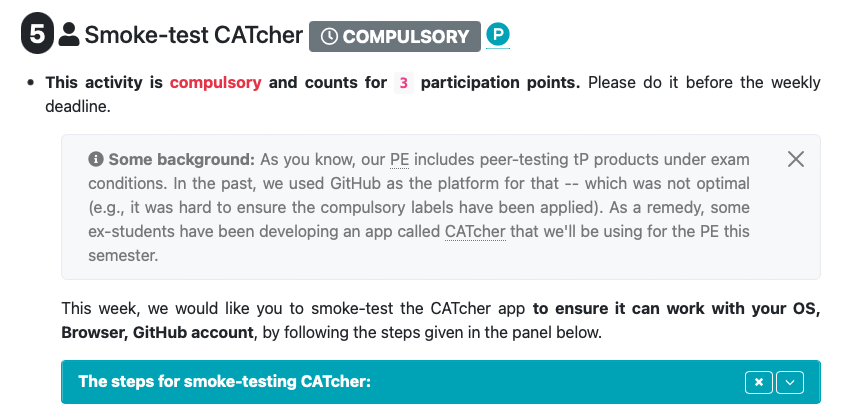 5 Smoke-test CATcher COMPULSORY P
• This activity is compulsory and counts for 3 participation points. Please do it before the weekly
deadline.
Some background: As you know, our PE includes peer-testing tP products under exam
conditions. In the past, we used GitHub as the platform for that -- which was not optimal
(e.g., it was hard to ensure the compulsory labels have been applied). As a remedy, some
ex-students have been developing an app called CATcher that we'll be using for the PE this
semester.
This week, we would like you to smoke-test the CATcher app to ensure it can work with your OS,
Browser, GitHub account, by following the steps given in the panel below.
The steps for smoke-testing CATcher: